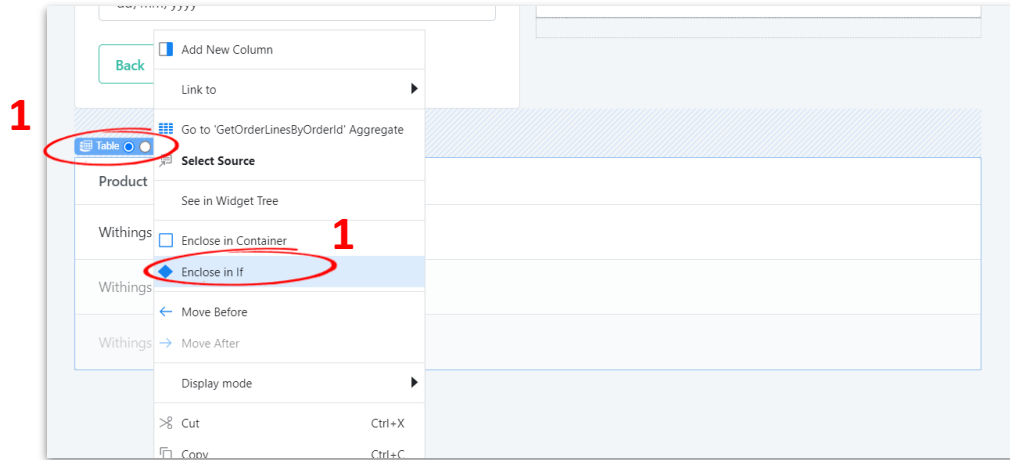 dd/mm/yyyy
Back
Add New Column
Link to
1
Go to 'GetOrderLinesByOrderId' Aggregate
Table
Select Source
Product
See in Widget Tree
Withings
Enclose in Container
1
Enclose in If
Withings
Move Before
Withings
Move After
Display mode
Cut Ctrl+X
Copy Ctrl+C